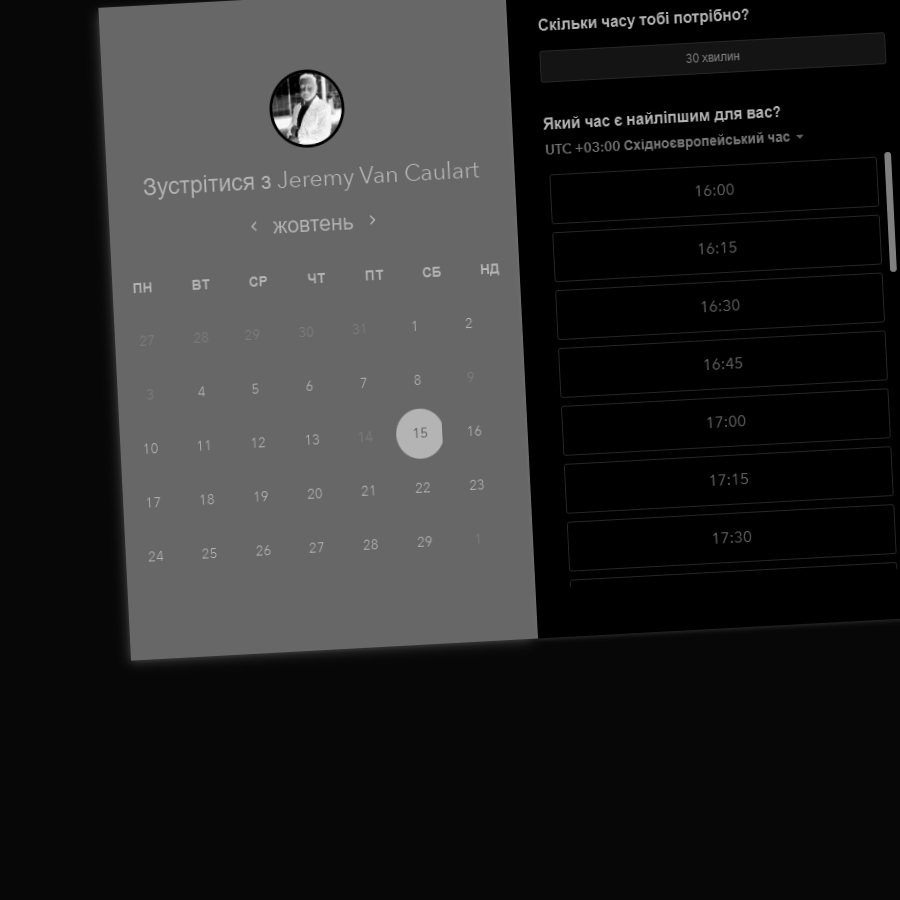 Зустрітися з Jeremy Van Caulart
жовтень
ПН ВТ СР ЧТ ПТ СБ НД
27 28 29 30 31 1 2
3 4 5 6 7 8 9
10 11 12 13 14 15 16
17 18 19 20 21 22 23
24 25 26 27 28 29 1
Скільки часу тобі потрібно?
30 хвилин
Який час є найліпшим для вас?
UTC +03:00 Східноєвропейський час
16:00
16:15
16:30
16:45
17:00
17:15
17:30